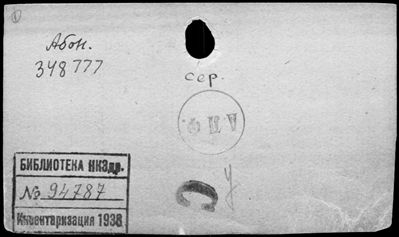 Абон.
348777
сер.
БИБЛИОТЕКА НКЗдр.
№ 94787
Инвентаризация 1938
С
у